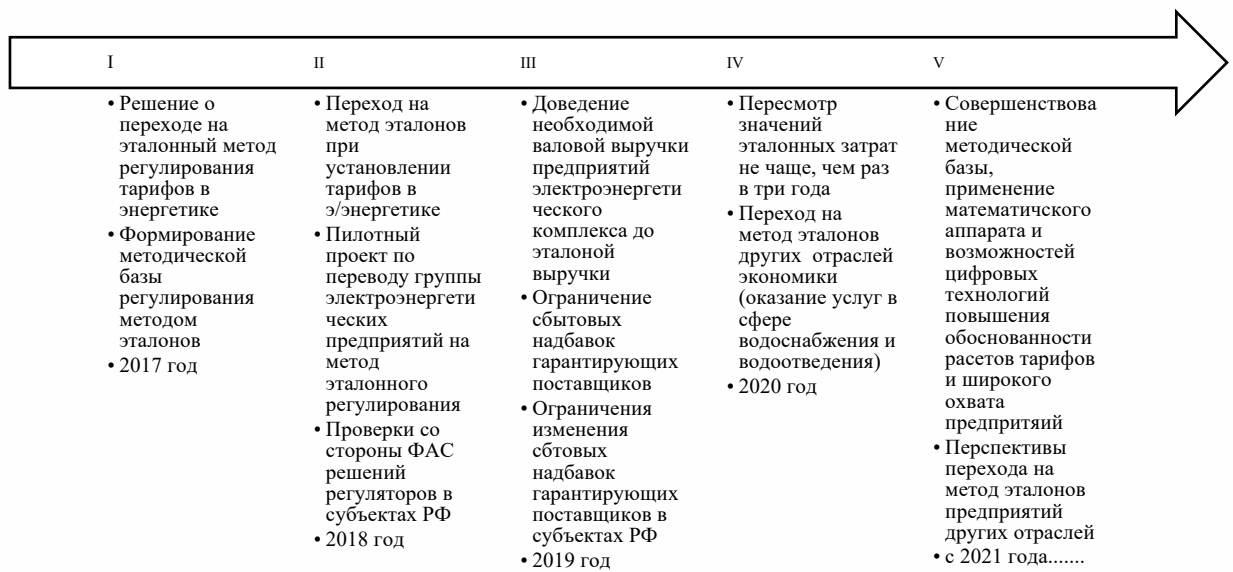 I
• Решение о
переходе на
эталонный метод
регулирования
тарифов в
энергетике
• Формирование
методической
базы
регулирования
методом
эталонов
• 2017 год
II
• Переход на
метод эталонов
при
установлении
тарифов в
э/энергетике
• Пилотный
проект по
переводу группы
электроэнергети
ческих
предприятий на
метод
эталонного
регулирования
• Проверки со
стороны ФАС
решений
регуляторов в
субъектах РФ
• 2018 год
III
• Доведение
необходимой
валовой выручки
предприятий
электроэнергети
ческого
комплекса до
эталоной
выручки
• Ограничение
сбытовых
надбавок
гарантирующих
поставщиков
• Ограничения
изменения
сбтовых
надбавок
гарантирующих
поставщиков в
субъектах РФ
• 2019 год
IV
• Пересмотр
значений
эталонных затрат
не чаще, чем раз
в три года
• Переход на
метод эталонов
других отраслей
экономики
(оказание услуг в
сфере
водоснабжения и
водоотведения)
• 2020 год
V
• Совершенствова
ние
методической
базы,
применение
математичского
аппарата и
возможностей
цифровых
технологий
повышения
обоснованности
расетов тарифов
и широкого
охвата
предпритяий
• Перспективы
перехода на
метод эталонов
предприятий
других отраслей
• с 2021 года.......